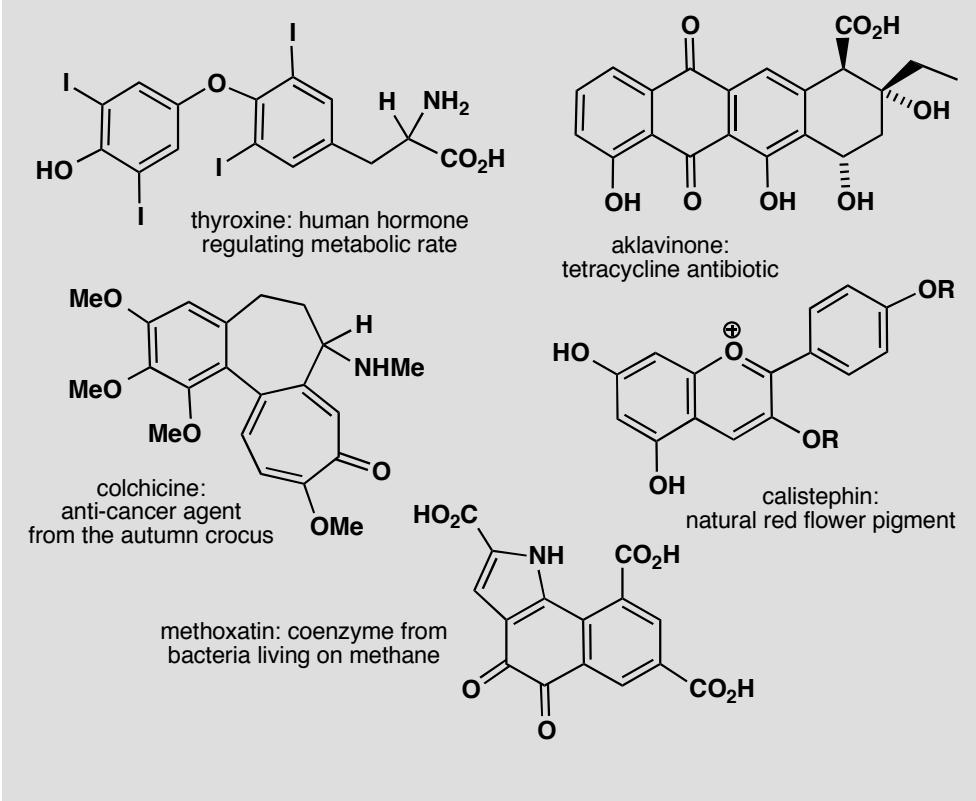 I
I
O
H
NH2
HO
I
I
CO2H
thyroxine: human hormone
regulating metabolic rate
O
CO2H
OH
OH
O
OH
OH
aklavinone:
tetracycline antibiotic
MeO
H
MeO
NHMe
MeO
O
OMe
colchicine:
anti-cancer agent
from the autumn crocus
OR
⊕
HO
O
OR
OH
calistephin:
natural red flower pigment
HO2C
NH
CO2H
O
O
CO2H
methoxatin: coenzyme from
bacteria living on methane